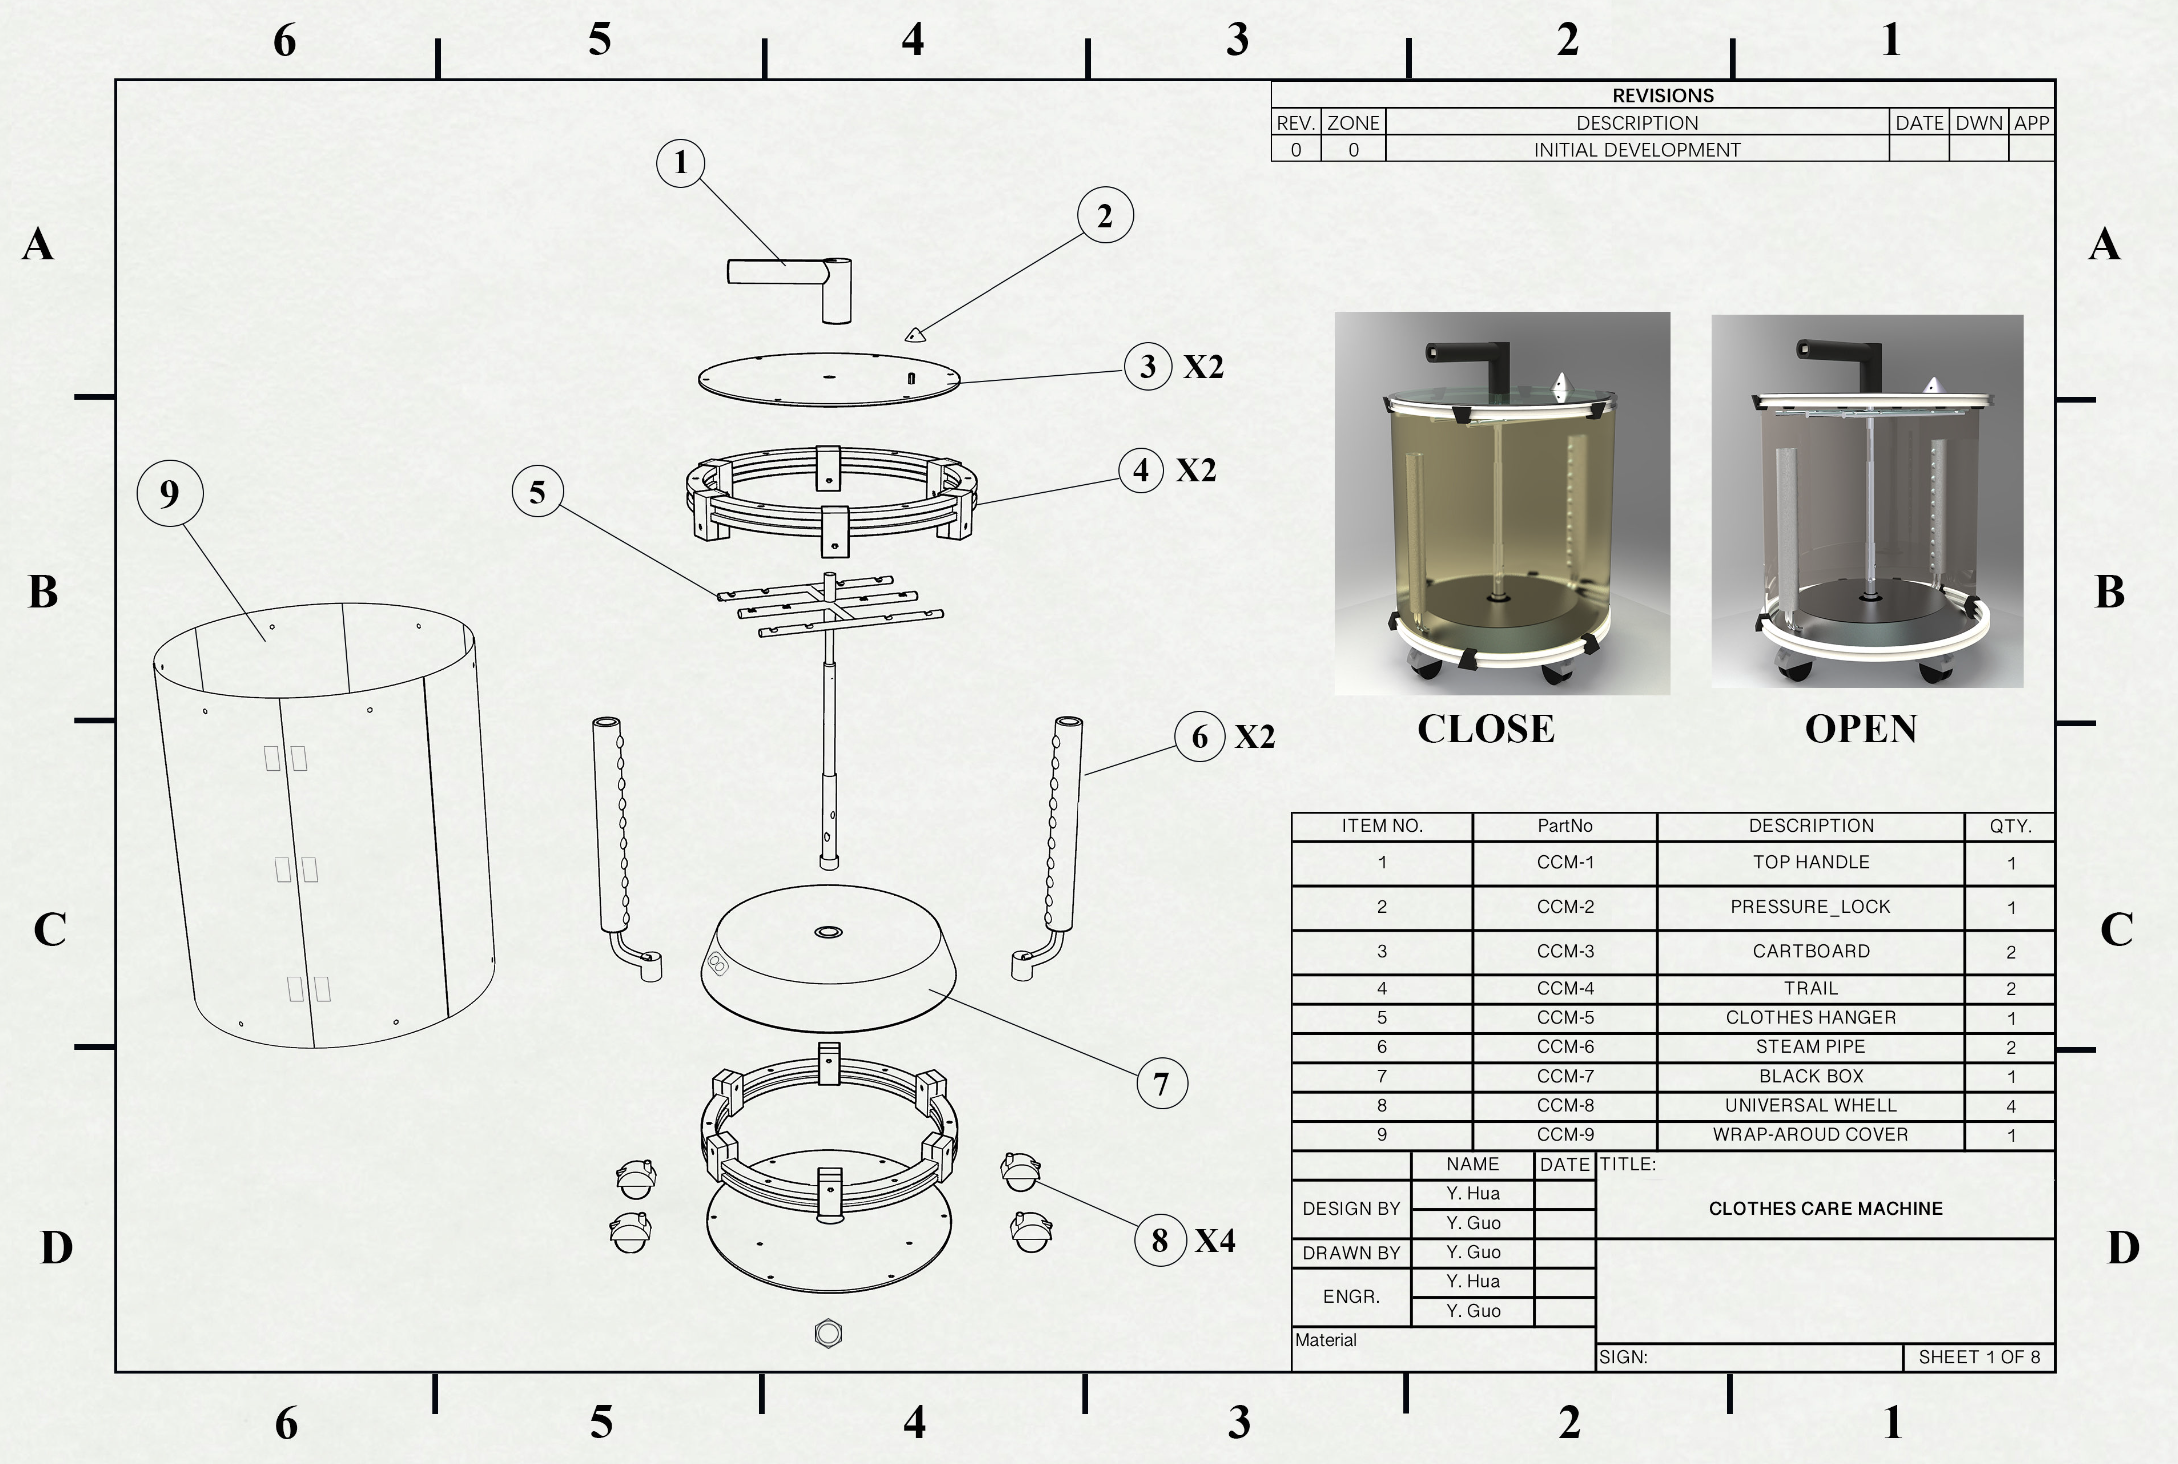 6 5 4 3 2 1
REVISIONS
REV. ZONE DESCRIPTION DATE DWN APP
0 0 INITIAL DEVELOPMENT
1
2
A A
3 X2
4 X2
5
9
B B
6 X2
CLOSE OPEN
ITEM NO. PartNo DESCRIPTION QTY.
1 CCM-1 TOP HANDLE 1
2 CCM-2 PRESSURE_LOCK 1
3 CCM-3 CARTBOARD 2
4 CCM-4 TRAIL 2
5 CCM-5 CLOTHES HANGER 1
6 CCM-6 STEAM PIPE 2
7 CCM-7 BLACK BOX 1
8 CCM-8 UNIVERSAL WHELL 4
9 CCM-9 WRAP-AROUD COVER 1
C C
7
8 X4
D D
NAME DATE TITLE:
DESIGN BY Y. Hua
Y. Guo
CLOTHES CARE MACHINE
DRAWN BY Y. Guo
ENGR. Y. Hua
Y. Guo
Material
SIGN: SHEET 1 OF 8
6 5 4 3 2 1